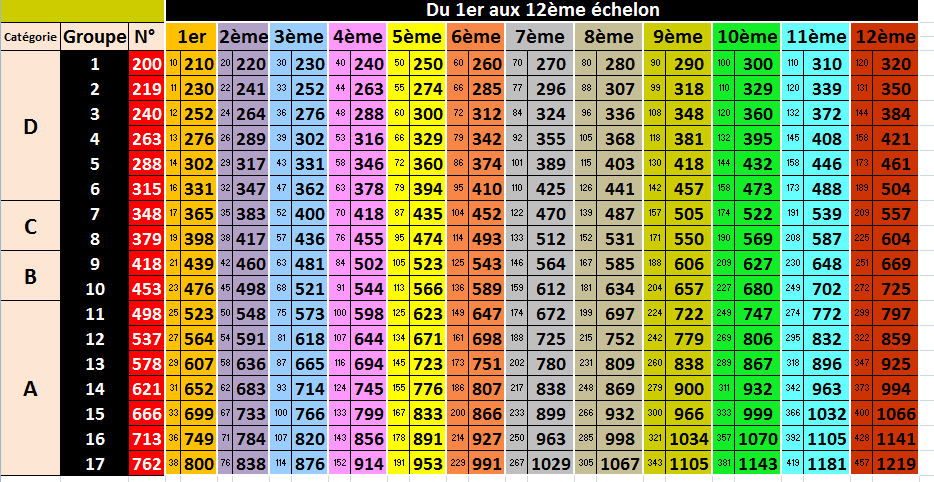 Du 1er aux 12ème échelon
Catégorie Groupe N° 1er 2ème 3ème 4ème 5ème 6ème 7ème 8ème 9ème 10ème 11ème 12ème
1 200 10 210 20 220 30 230 40 240 50 250 60 260 70 270 80 280 90 290 100 300 110 310 120 320
2 219 11 230 22 241 33 252 44 263 55 274 66 285 77 296 88 307 99 318 110 329 120 339 131 350
D 3 240 12 252 24 264 36 276 48 288 60 300 72 312 84 324 96 336 108 348 360 132 372 144 384
4 263 13 276 26 289 39 302 53 316 66 329 79 342 92 355 105 368 118 381 132 395 145 408 158 421
5 288 14 302 29 317 43 331 58 346 72 360 86 374 101 389 115 403 130 418 144 432 158 446 173 461
6 315 16 331 32 347 47 362 63 378 79 394 95 410 110 425 126 441 142 457 158 473 173 488 189 504
C 7 348 17 365 35 383 52 400 70 418 87 435 104 452 122 470 139 487 157 505 174 522 191 539 209 557
8 379 19 398 38 417 57 436 76 455 95 474 114 493 133 512 152 531 171 550 190 569 208 587 225 604
B 9 418 21 439 42 460 63 481 84 502 105 523 125 543 146 564 167 585 188 606 209 627 230 648 251 669
10 453 23 476 45 498 68 521 91 544 113 566 136 589 159 612 181 634 204 657 227 680 249 702 272 725
11 498 25 523 50 548 75 573 100 598 125 623 149 647 174 672 199 697 224 722 249 747 274 772 299 797
12 537 27 564 54 591 81 618 107 644 134 671 161 698 188 725 215 752 242 779 269 806 295 832 322 859
13 578 29 607 58 636 87 665 116 694 145 723 173 751 202 780 231 809 260 838 289 867 318 896 347 925
A 14 621 31 652 62 683 93 714 124 745 155 776 186 807 217 838 248 869 279 900 311 932 342 963 373 994
15 666 33 699 67 733 100 766 133 799 167 833 200 866 233 899 266 932 300 966 333 999 366 1032 400 1066
16 713 36 749 71 784 107 820 143 856 178 891 214 927 250 963 285 998 321 1034 357 1070 392 1105 428 1141
17 762 38 800 76 838 114 876 152 914 191 953 229 991 267 1029 305 1067 343 1105 381 1143 419 1181 457 1219